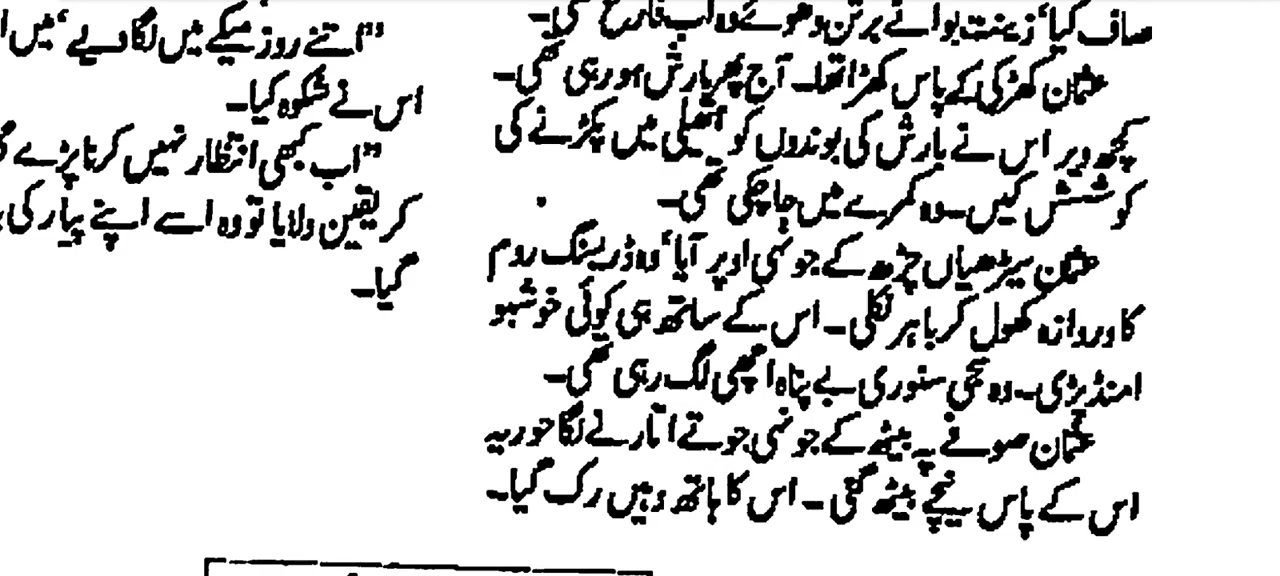 صاف کیا‘ زینت بوا نے برتن دھوئے وہ اب فارغ تھی۔
عثمان کھڑکی کے پاس کھڑا تھا۔ آج پھر بارش ہو رہی تھی۔
کچھ دیر اس نے بارش کی بوندوں کو ہتھیلی میں پکڑنے کی
کوشش کیں۔ وہ کمرے میں جا چکی تھی۔
عثمان سیڑھیاں چڑھ کے جونہی اوپر آیا‘ وہ ڈریسنگ روم
کا دروازہ کھول کر باہر نکلی۔ اس کے ساتھ ہی کوئی خوشبو
امنڈ پڑی۔ وہ سجی سنوری بے پناہ اچھی لگ رہی تھی۔
عثمان صوفے پہ بیٹھ کے جونہی جوتے اتارنے لگا حوریہ
اس کے پاس نیچے بیٹھ گئی۔ اس کا ہاتھ وہیں رک گیا۔
”اتنے روز میکے میں لگا دیے‘ میں
اس نے شکوہ کیا۔
”اب کبھی انتظار نہیں کرنا پڑے
کر یقین دلایا تو وہ اسے اپنے پیار کی
گیا۔